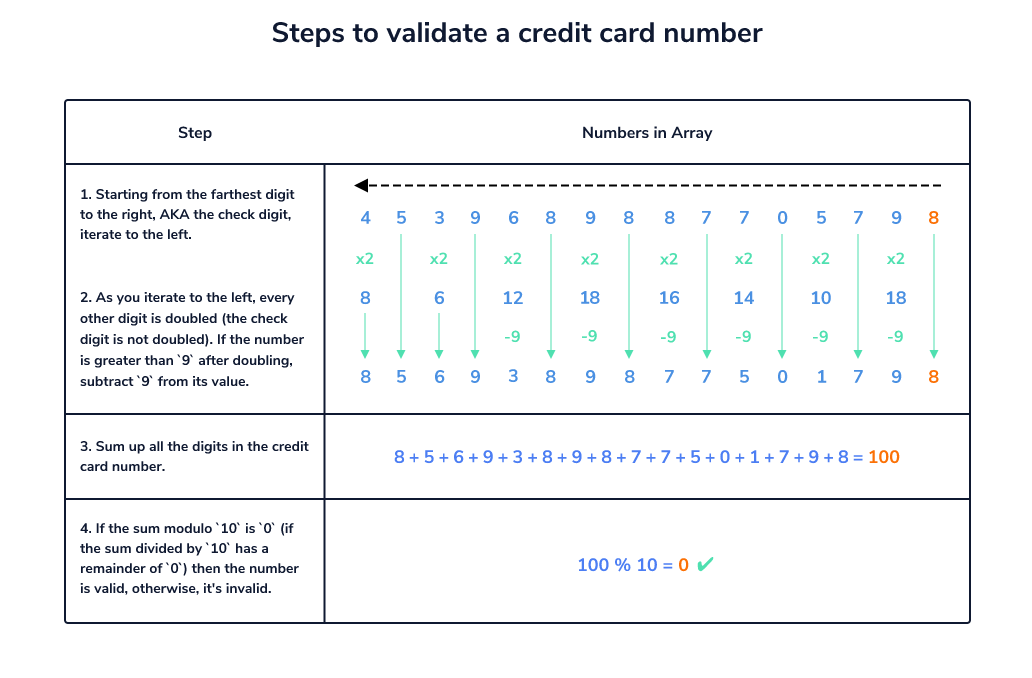 Steps to validate a credit card number
Step
Numbers in Array
1. Starting from the farthest digit
to the right, AKA the check digit,
iterate to the left.
2. As you iterate to the left, every
other digit is doubled (the check
digit is not doubled). If the number
is greater than `9` after doubling,
subtract `9` from its value.
4 5 3 9 6 8 9 8 8 7 7 0 5 7 9 8
x2 x2 x2 x2 x2 x2 x2 x2
8 6 12 18 16 14 10 18
-9 -9 -9 -9 -9 -9
8 5 6 9 3 8 9 8 7 7 5 0 1 7 9 8
3. Sum up all the digits in the credit
card number.
8 + 5 + 6 + 9 + 3 + 8 + 9 + 8 + 7 + 7 + 5 + 0 + 1 + 7 + 9 + 8 = 100
4. If the sum modulo `10` is `0` (if
the sum divided by `10` has a
remainder of `0`) then the number
is valid, otherwise, it's invalid.
100 % 10 = 0 ✔